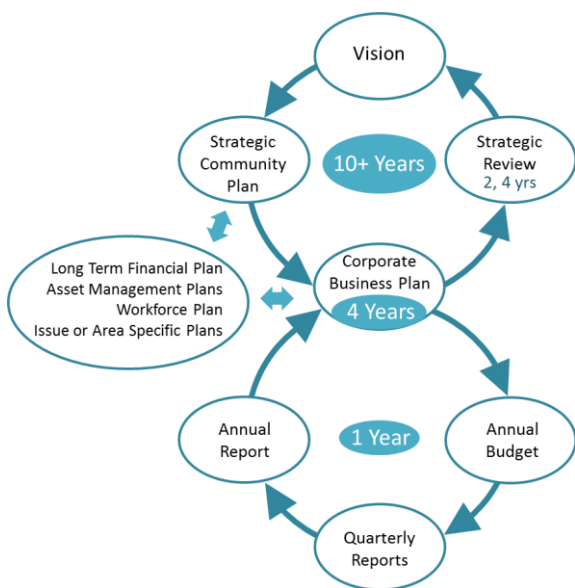 Vision
Strategic
Community
Plan
10+ Years
Strategic
Review
2, 4 yrs
Long Term Financial Plan
Asset Management Plans
Workforce Plan
Issue or Area Specific Plans
Corporate
Business Plan
4 Years
Annual
Report
1 Year
Annual
Budget
Quarterly
Reports